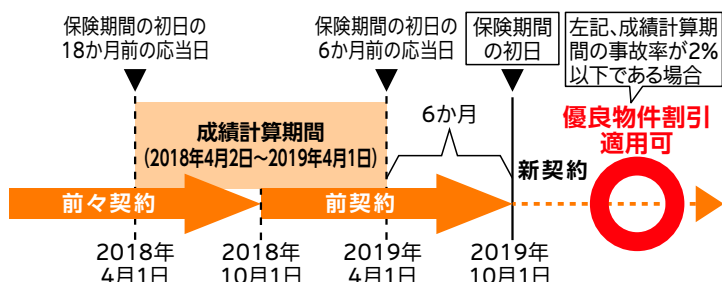 保険期間の初日の
18か月前の応当日
保険期間の初日の
6か月前の応当日
保険期間
の初日
左記、成績計算期
間の事故率が2%
以下である場合
優良物件割引
適用可
成績計算期間
(2018年4月2日～2019年4月1日)
6か月
新契約
前々契約
前契約
2018年
4月1日
2018年
10月1日
2019年
4月1日
2019年
10月1日